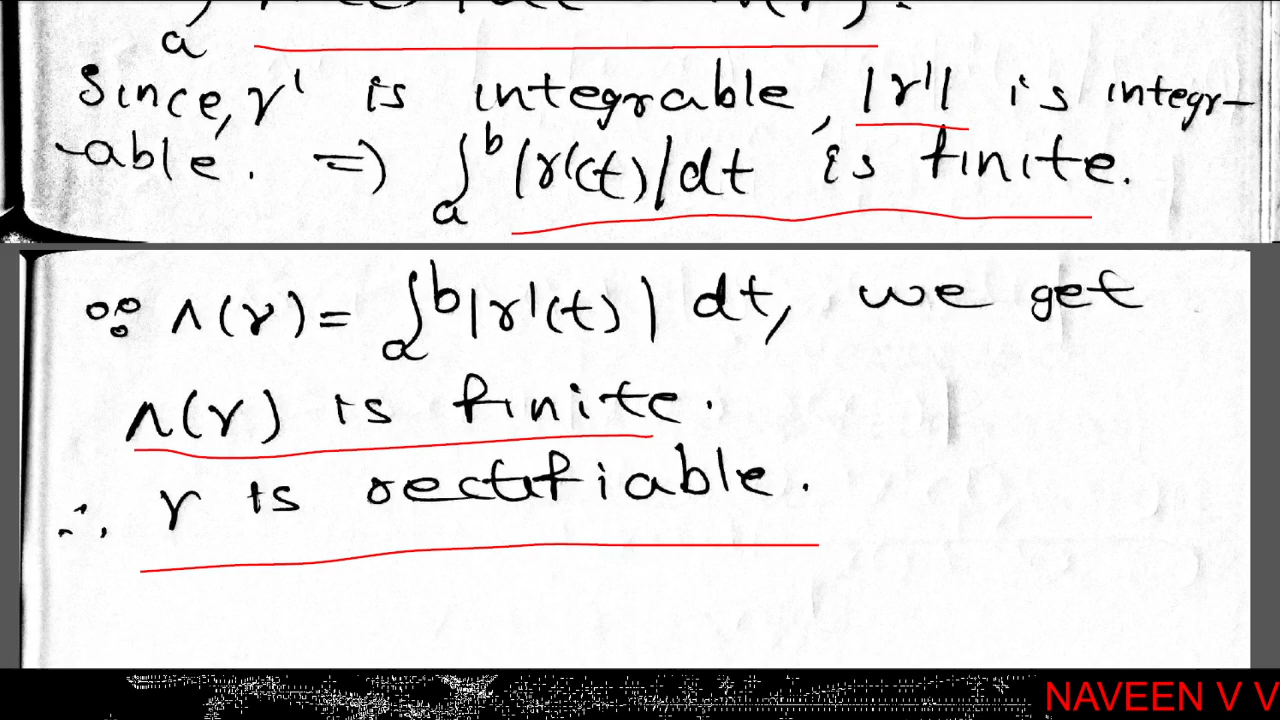 a
Since, γ' is integrable, |γ'| is integr-
-able. => ∫_a^b |γ'(t)| dt is finite.
∵ Λ(γ) = ∫_a^b |γ'(t)| dt, we get
Λ(γ) is finite.
∴ γ is rectifiable.
NAVEEN V V